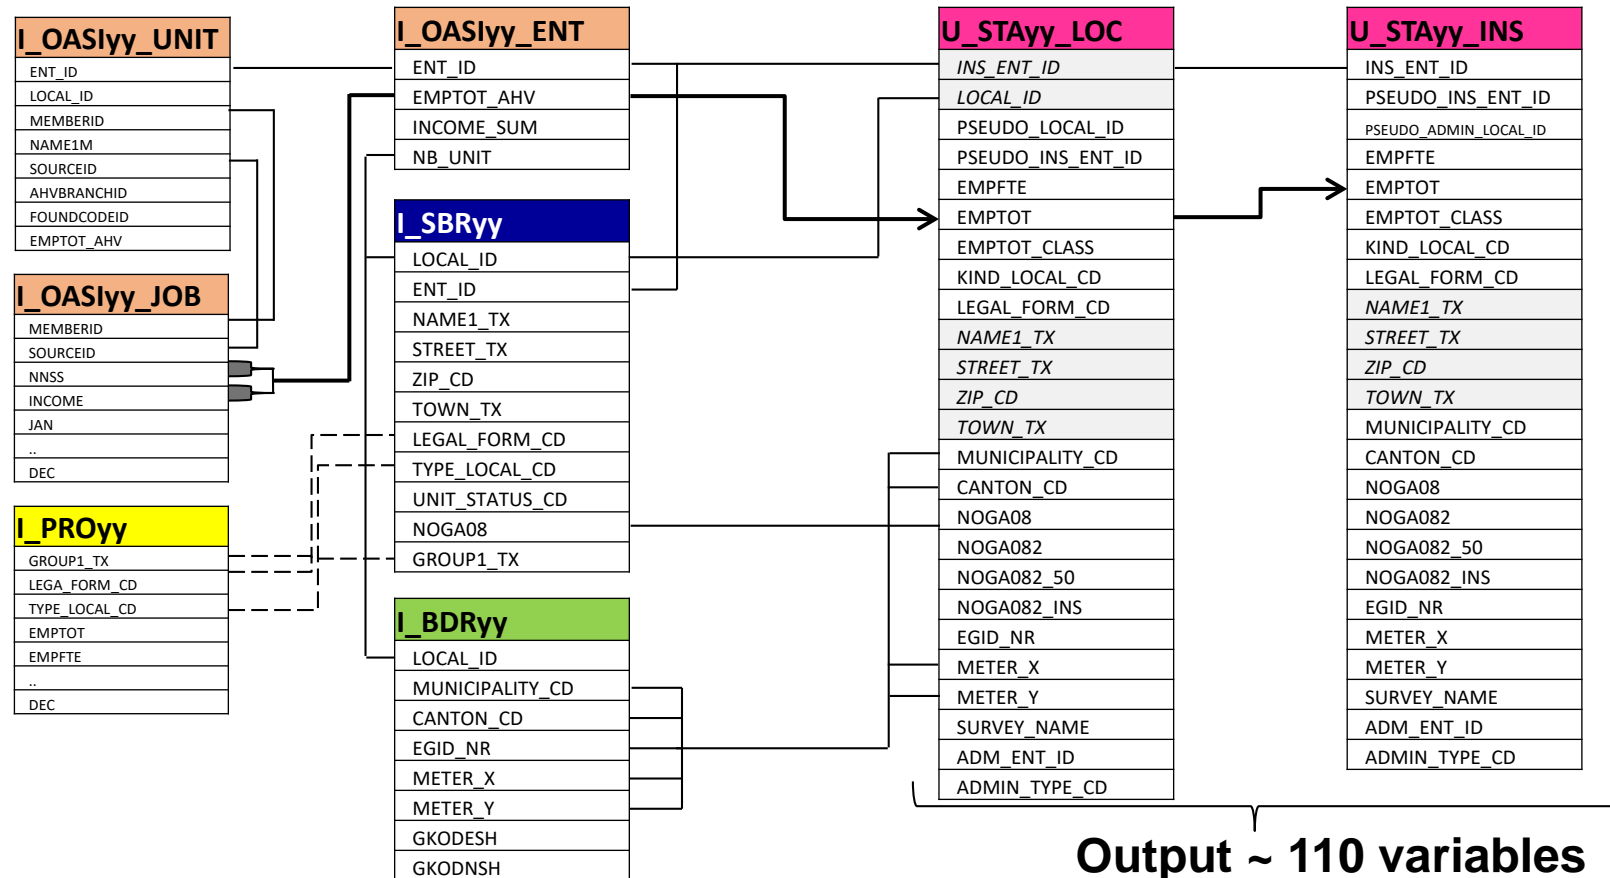 I_OASIyy_UNIT
ENT_ID
LOCAL_ID
MEMBERID
NAME1M
SOURCEID
AHVBRANCHID
FOUNDCODEID
EMPTOT_AHV
I_OASIyy_JOB
MEMBERID
SOURCEID
NNSS
INCOME
JAN
..
DEC
I_PROyy
GROUP1_TX
LEGA_FORM_CD
TYPE_LOCAL_CD
EMPTOT
EMPFTE
..
DEC
I_OASIyy_ENT
ENT_ID
EMPTOT_AHV
INCOME_SUM
NB_UNIT
I_SBRyy
LOCAL_ID
ENT_ID
NAME1_TX
STREET_TX
ZIP_CD
TOWN_TX
LEGAL_FORM_CD
TYPE_LOCAL_CD
UNIT_STATUS_CD
NOGA08
GROUP1_TX
I_BDRyy
LOCAL_ID
MUNICIPALITY_CD
CANTON_CD
EGID_NR
METER_X
METER_Y
GKODESH
GKODNSH
U_STAyy_LOC
INS_ENT_ID
LOCAL_ID
PSEUDO_LOCAL_ID
PSEUDO_INS_ENT_ID
EMPFTE
EMPTOT
EMPTOT_CLASS
KIND_LOCAL_CD
LEGAL_FORM_CD
NAME1_TX
STREET_TX
ZIP_CD
TOWN_TX
MUNICIPALITY_CD
CANTON_CD
NOGA08
NOGA082
NOGA082_50
NOGA082_INS
EGID_NR
METER_X
METER_Y
SURVEY_NAME
ADM_ENT_ID
ADMIN_TYPE_CD
U_STAyy_INS
INS_ENT_ID
PSEUDO_INS_ENT_ID
PSEUDO_ADMIN_LOCAL_ID
EMPFTE
EMPTOT
EMPTOT_CLASS
KIND_LOCAL_CD
LEGAL_FORM_CD
NAME1_TX
STREET_TX
ZIP_CD
TOWN_TX
MUNICIPALITY_CD
CANTON_CD
NOGA08
NOGA082
NOGA082_50
NOGA082_INS
EGID_NR
METER_X
METER_Y
SURVEY_NAME
ADM_ENT_ID
ADMIN_TYPE_CD
Output ~ 110 variables